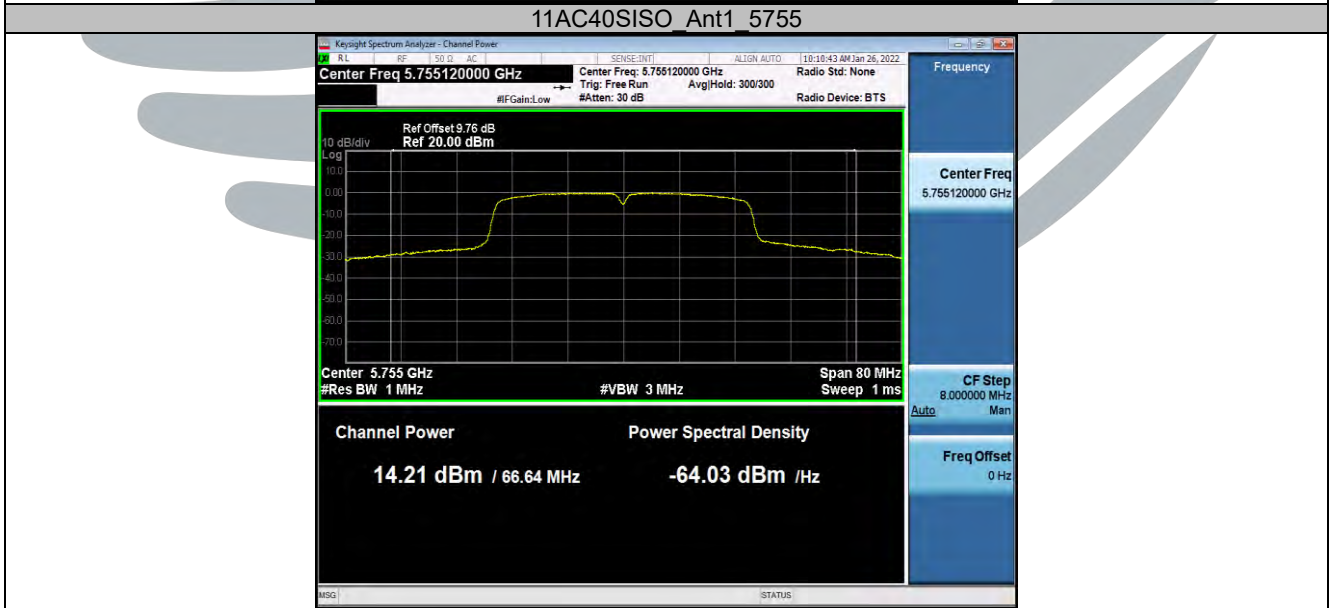 11AC40SISO_Ant1_5755
Keysight Spectrum Analyzer - Channel Power
RL RF 50 Ω AC SENSE:INT ALIGN AUTO 10:10:43 AM Jan 26, 2022
Center Freq 5.755120000 GHz
Center Freq: 5.755120000 GHz Radio Std: None
Trig: Free Run Avg|Hold: 300/300
#IFGain:Low #Atten: 30 dB Radio Device: BTS
Ref Offset 9.76 dB
10 dB/div Ref 20.00 dBm
Log
10.0
0.00
-10.0
-20.0
-30.0
-40.0
-50.0
-60.0
-70.0
Center 5.755 GHz Span 80 MHz
#Res BW 1 MHz #VBW 3 MHz Sweep 1 ms
Channel Power Power Spectral Density
14.21 dBm / 66.64 MHz -64.03 dBm /Hz
MSG STATUS
Frequency
Center Freq
5.755120000 GHz
CF Step
8.000000 MHz
Auto Man
Freq Offset
0 Hz